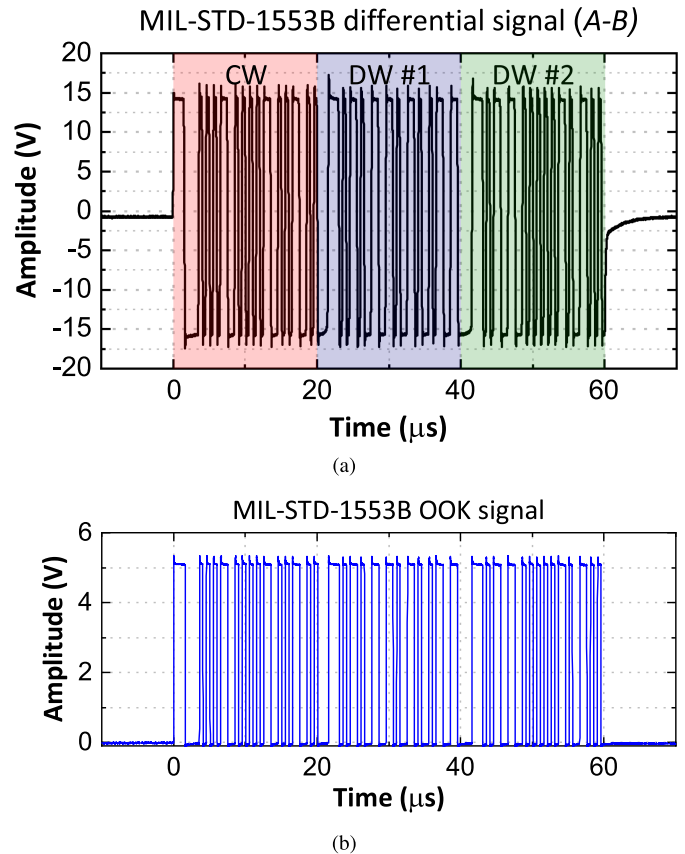 MIL-STD-1553B differential signal (A-B)
CW DW #1 DW #2
20
15
10
5
0
-5
-10
-15
-20
Amplitude (V)
0 20 40 60
Time (μs)
(a)
MIL-STD-1553B OOK signal
6
4
2
0
Amplitude (V)
0 20 40 60
Time (μs)
(b)